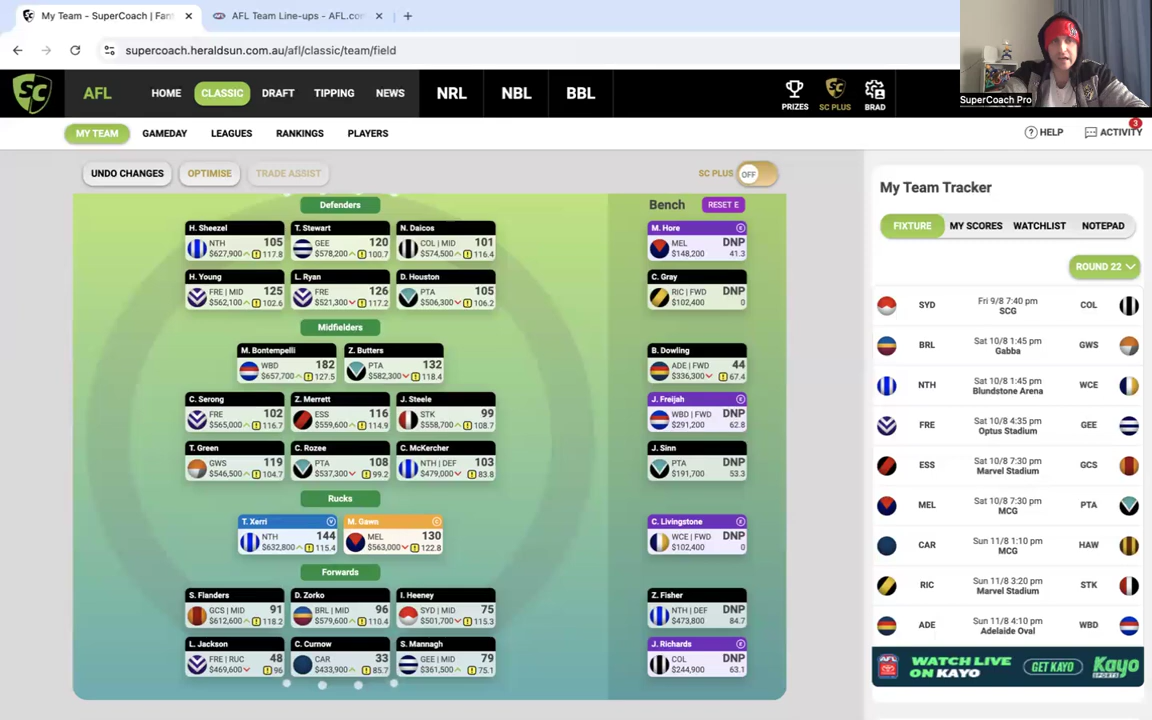 My Team - SuperCoach | Fan
AFL Team Line-ups - AFL.com
supercoach.heraldsun.com.au/afl/classic/team/field
SuperCoach Pro
SC
AFL
HOME
CLASSIC
DRAFT
TIPPING
NEWS
NRL
NBL
BBL
PRIZES
SC PLUS
BRAD
MY TEAM
GAMEDAY
LEAGUES
RANKINGS
PLAYERS
HELP
ACTIVITY
3
UNDO CHANGES
OPTIMISE
TRADE ASSIST
SC PLUS
OFF
Defenders
Bench
RESET E
H. Sheezel
NTH 105
$627,900 117.8
T. Stewart
GEE 120
$578,200 100.7
N. Daicos
COL | MID 101
$574,500 116.4
M. Hore E
MEL DNP
$148,200 41.3
H. Young
FRE | MID 125
$562,100 102.6
L. Ryan
FRE 126
$521,300 117.2
D. Houston
PTA 105
$506,300 106.2
C. Gray
RIC | FWD DNP
$102,400 0
Midfielders
M. Bontempelli
WBD 182
$657,700 127.5
Z. Butters
PTA 132
$582,300 118.4
B. Dowling
ADE | FWD 44
$336,300 67.4
C. Serong
FRE 102
$565,000 116.7
Z. Merrett
ESS 116
$559,600 114.9
J. Steele
STK 99
$558,700 108.7
J. Freijah E
WBD | FWD DNP
$291,200 62.8
T. Green
GWS 119
$546,500 104.7
C. Rozee
PTA 108
$537,300 99.2
C. McKercher
NTH | DEF 103
$479,000 83.8
J. Sinn
PTA DNP
$191,700 53.3
Rucks
T. Xerri V
NTH 144
$632,800 115.4
M. Gawn C
MEL 130
$563,000 122.8
C. Livingstone E
WCE | FWD DNP
$102,400 0
Forwards
S. Flanders
GCS | MID 91
$612,600 118.2
D. Zorko
BRL | MID 96
$579,600 110.4
I. Heeney
SYD | MID 75
$501,700 115.3
Z. Fisher
NTH | DEF DNP
$473,800 84.7
L. Jackson
FRE | RUC 48
$469,600 96
C. Curnow
CAR 33
$433,900 85.7
S. Mannagh
GEE | MID 79
$361,500 75.1
J. Richards E
COL DNP
$244,900 63.1
My Team Tracker
FIXTURE
MY SCORES
WATCHLIST
NOTEPAD
ROUND 22
SYD Fri 9/8 7:40 pm COL
SCG
BRL Sat 10/8 1:45 pm GWS
Gabba
NTH Sat 10/8 1:45 pm WCE
Blundstone Arena
FRE Sat 10/8 4:35 pm GEE
Optus Stadium
ESS Sat 10/8 7:30 pm GCS
Marvel Stadium
MEL Sat 10/8 7:30 pm PTA
MCG
CAR Sun 11/8 1:10 pm HAW
MCG
RIC Sun 11/8 3:20 pm STK
Marvel Stadium
ADE Sun 11/8 4:10 pm WBD
Adelaide Oval
WATCH LIVE
ON KAYO
GET KAYO
Kayo
SPORTS